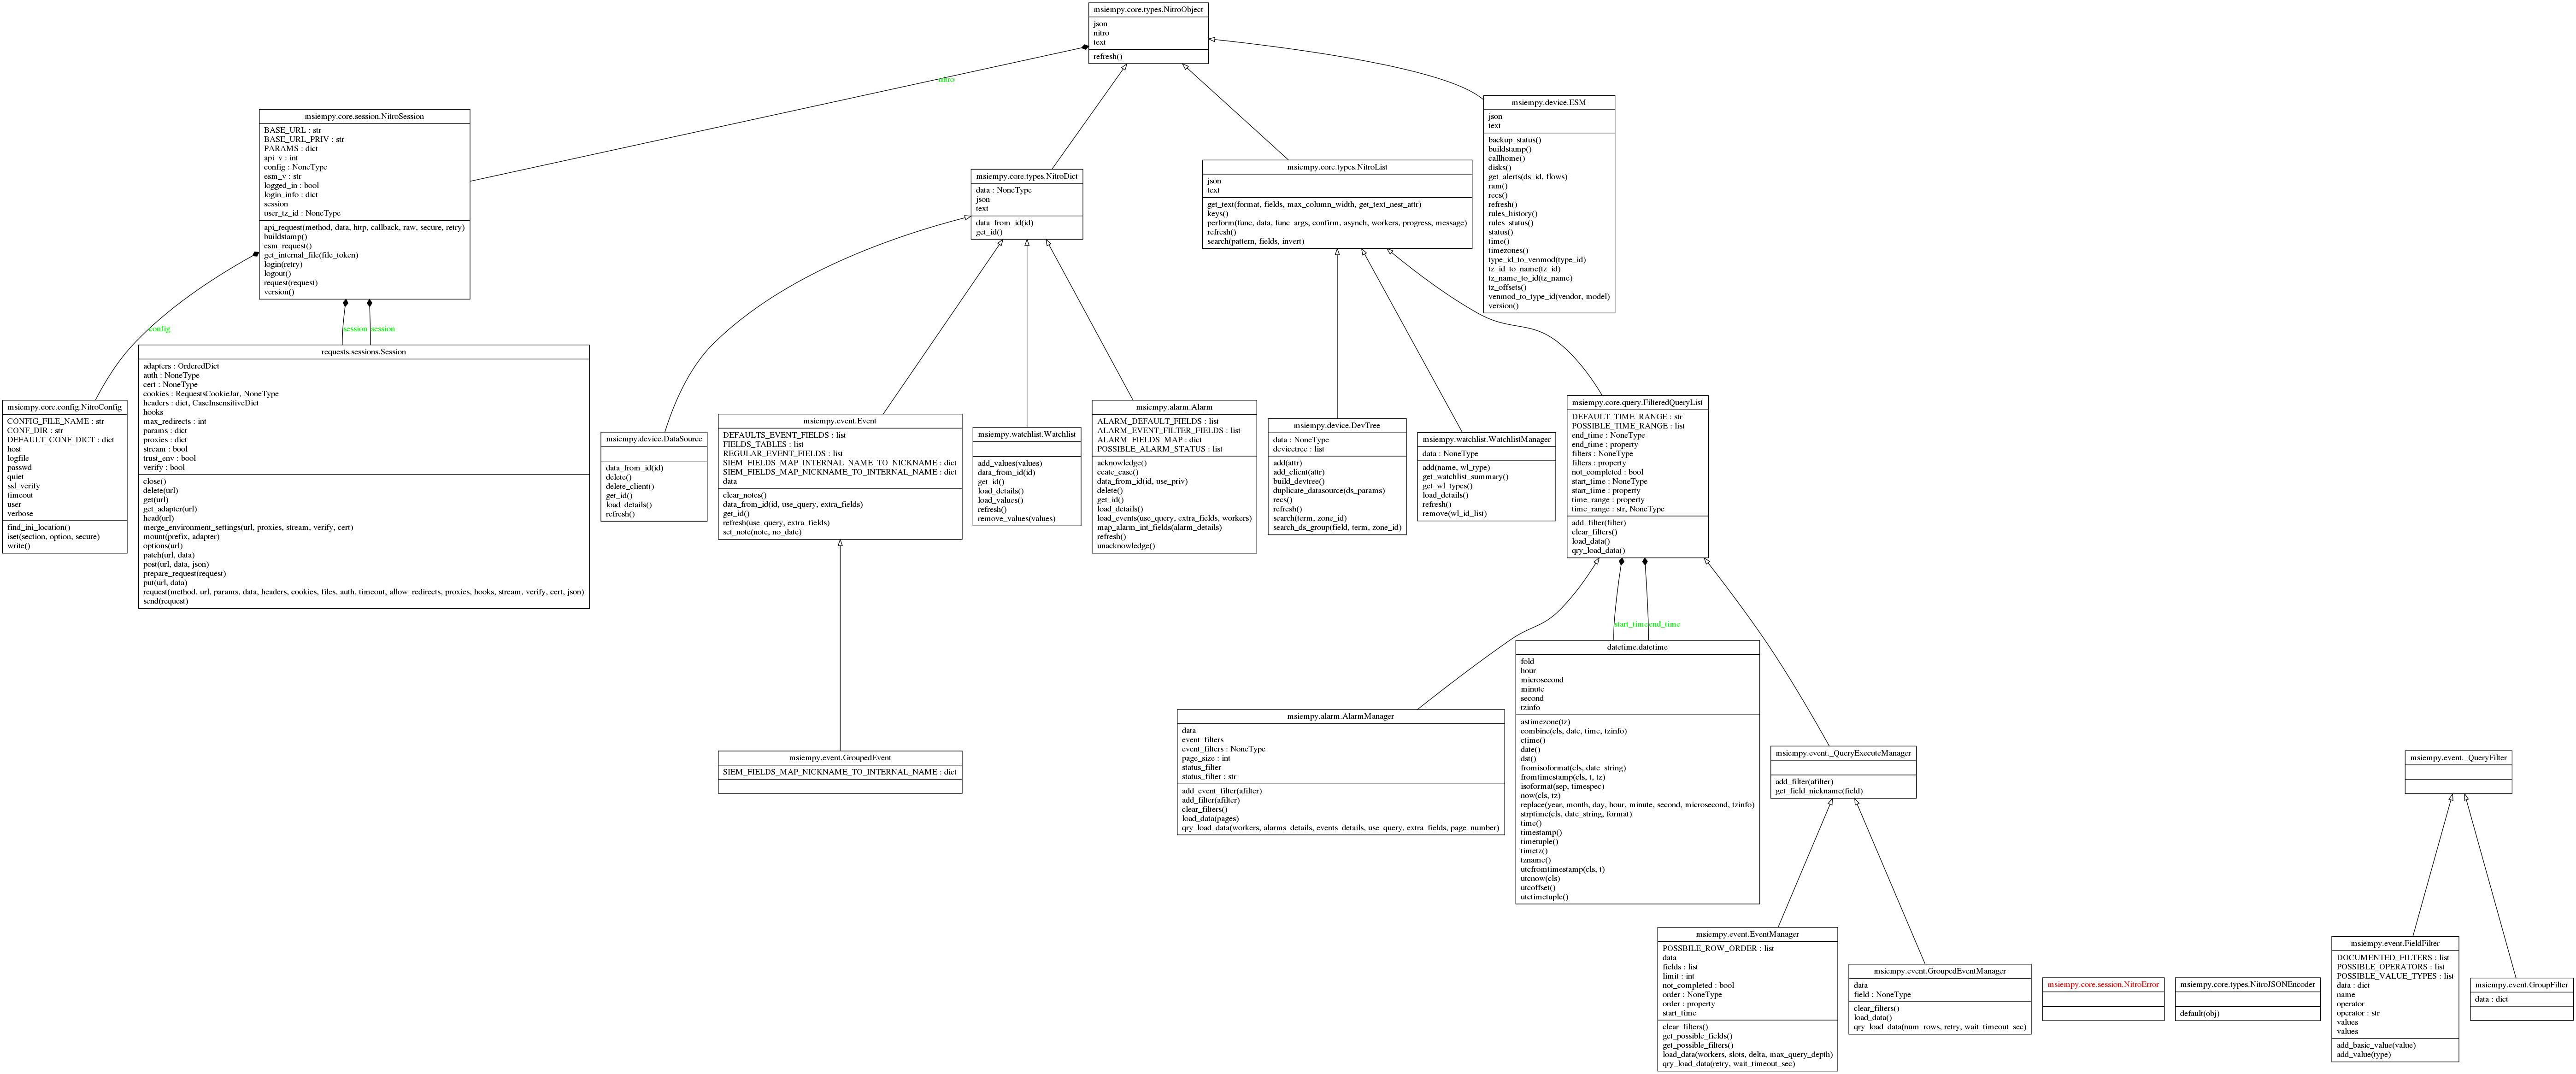 msiempy.core.types.NitroObject
json
nitro
text
refresh()
nitro
msiempy.core.session.NitroSession
BASE_URL : str
BASE_URL_PRIV : str
PARAMS : dict
api_v : int
config : NoneType
esm_v : str
logged_in : bool
login_info : dict
session
user_tz_id : NoneType
api_request(method, data, http, callback, raw, secure, retry)
buildstamp()
esm_request()
get_internal_file(file_token)
login(retry)
logout()
request(request)
version()
msiempy.core.types.NitroDict
data : NoneType
json
text
data_from_id(id)
get_id()
msiempy.core.types.NitroList
json
text
get_text(format, fields, max_column_width, get_text_nest_attr)
keys()
perform(func, data, func_args, confirm, asynch, workers, progress, message)
refresh()
search(pattern, fields, invert)
msiempy.device.ESM
json
text
backup_status()
buildstamp()
callhome()
disks()
get_alerts(ds_id, flows)
ram()
recs()
refresh()
rules_history()
rules_status()
status()
time()
timezones()
type_id_to_venmod(type_id)
tz_id_to_name(tz_id)
tz_name_to_id(tz_name)
tz_offsets()
venmod_to_type_id(vendor, model)
version()
config
session
session
msiempy.core.config.NitroConfig
CONFIG_FILE_NAME : str
CONF_DIR : str
DEFAULT_CONF_DICT : dict
host
logfile
passwd
quiet
ssl_verify
timeout
user
verbose
find_ini_location()
iset(section, option, secure)
write()
requests.sessions.Session
adapters : OrderedDict
auth : NoneType
cert : NoneType
cookies : RequestsCookieJar, NoneType
headers : dict, CaseInsensitiveDict
hooks
max_redirects : int
params : dict
proxies : dict
stream : bool
trust_env : bool
verify : bool
close()
delete(url)
get(url)
get_adapter(url)
head(url)
merge_environment_settings(url, proxies, stream, verify, cert)
mount(prefix, adapter)
options(url)
patch(url, data)
post(url, data, json)
prepare_request(request)
put(url, data)
request(method, url, params, data, headers, cookies, files, auth, timeout, allow_redirects, proxies, hooks, stream, verify, cert, json)
send(request)
msiempy.device.DataSource
data_from_id(id)
delete()
delete_client()
get_id()
load_details()
refresh()
msiempy.event.Event
DEFAULTS_EVENT_FIELDS : list
FIELDS_TABLES : list
REGULAR_EVENT_FIELDS : list
SIEM_FIELDS_MAP_INTERNAL_NAME_TO_NICKNAME : dict
SIEM_FIELDS_MAP_NICKNAME_TO_INTERNAL_NAME : dict
data
clear_notes()
data_from_id(id, use_query, extra_fields)
get_id()
refresh(use_query, extra_fields)
set_note(note, no_date)
msiempy.watchlist.Watchlist
add_values(values)
data_from_id(id)
get_id()
load_details()
load_values()
refresh()
remove_values(values)
msiempy.alarm.Alarm
ALARM_DEFAULT_FIELDS : list
ALARM_EVENT_FILTER_FIELDS : list
ALARM_FIELDS_MAP : dict
POSSIBLE_ALARM_STATUS : list
acknowledge()
ceate_case()
data_from_id(id, use_priv)
delete()
get_id()
load_details()
load_events(use_query, extra_fields, workers)
map_alarm_int_fields(alarm_details)
refresh()
unacknowledge()
msiempy.device.DevTree
data : NoneType
devicetree : list
add(attr)
add_client(attr)
build_devtree()
duplicate_datasource(ds_params)
recs()
refresh()
search(term, zone_id)
search_ds_group(field, term, zone_id)
msiempy.watchlist.WatchlistManager
data : NoneType
add(name, wl_type)
get_watchlist_summary()
get_wl_types()
load_details()
refresh()
remove(wl_id_list)
msiempy.core.query.FilteredQueryList
DEFAULT_TIME_RANGE : str
POSSIBLE_TIME_RANGE : list
end_time : NoneType
end_time : property
filters : NoneType
filters : property
not_completed : bool
start_time : NoneType
start_time : property
time_range : property
time_range : str, NoneType
add_filter(filter)
clear_filters()
load_data()
qry_load_data()
start_time
end_time
msiempy.event.GroupedEvent
SIEM_FIELDS_MAP_NICKNAME_TO_INTERNAL_NAME : dict
msiempy.alarm.AlarmManager
data
event_filters
event_filters : NoneType
page_size : int
status_filter
status_filter : str
add_event_filter(afilter)
add_filter(afilter)
clear_filters()
load_data(pages)
qry_load_data(workers, alarms_details, events_details, use_query, extra_fields, page_number)
datetime.datetime
fold
hour
microsecond
minute
second
tzinfo
astimezone(tz)
combine(cls, date, time, tzinfo)
ctime()
date()
dst()
fromisoformat(cls, date_string)
fromtimestamp(cls, t, tz)
isoformat(sep, timespec)
now(cls, tz)
replace(year, month, day, hour, minute, second, microsecond, tzinfo)
strptime(cls, date_string, format)
time()
timestamp()
timetuple()
timetz()
tzname()
utcfromtimestamp(cls, t)
utcnow(cls)
utcoffset()
utctimetuple()
msiempy.event._QueryExecuteManager
add_filter(afilter)
get_field_nickname(field)
msiempy.event._QueryFilter
msiempy.event.EventManager
POSSBILE_ROW_ORDER : list
data
fields : list
limit : int
not_completed : bool
order : NoneType
order : property
start_time
clear_filters()
get_possible_fields()
get_possible_filters()
load_data(workers, slots, delta, max_query_depth)
qry_load_data(retry, wait_timeout_sec)
msiempy.event.GroupedEventManager
data
field : NoneType
clear_filters()
load_data()
qry_load_data(num_rows, retry, wait_timeout_sec)
msiempy.core.session.NitroError
msiempy.core.types.NitroJSONEncoder
default(obj)
msiempy.event.FieldFilter
DOCUMENTED_FILTERS : list
POSSIBLE_OPERATORS : list
POSSIBLE_VALUE_TYPES : list
data : dict
name
operator
operator : str
values
values
add_basic_value(value)
add_value(type)
msiempy.event.GroupFilter
data : dict